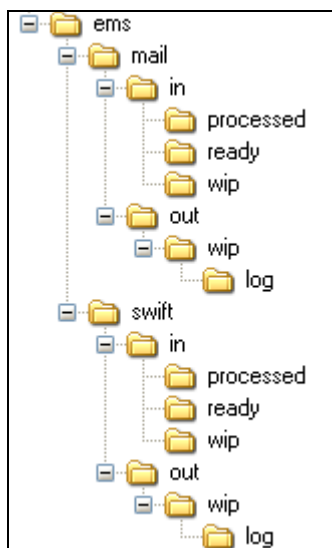 ems
mail
in
processed
ready
wip
out
wip
log
swift
in
processed
ready
wip
out
wip
log